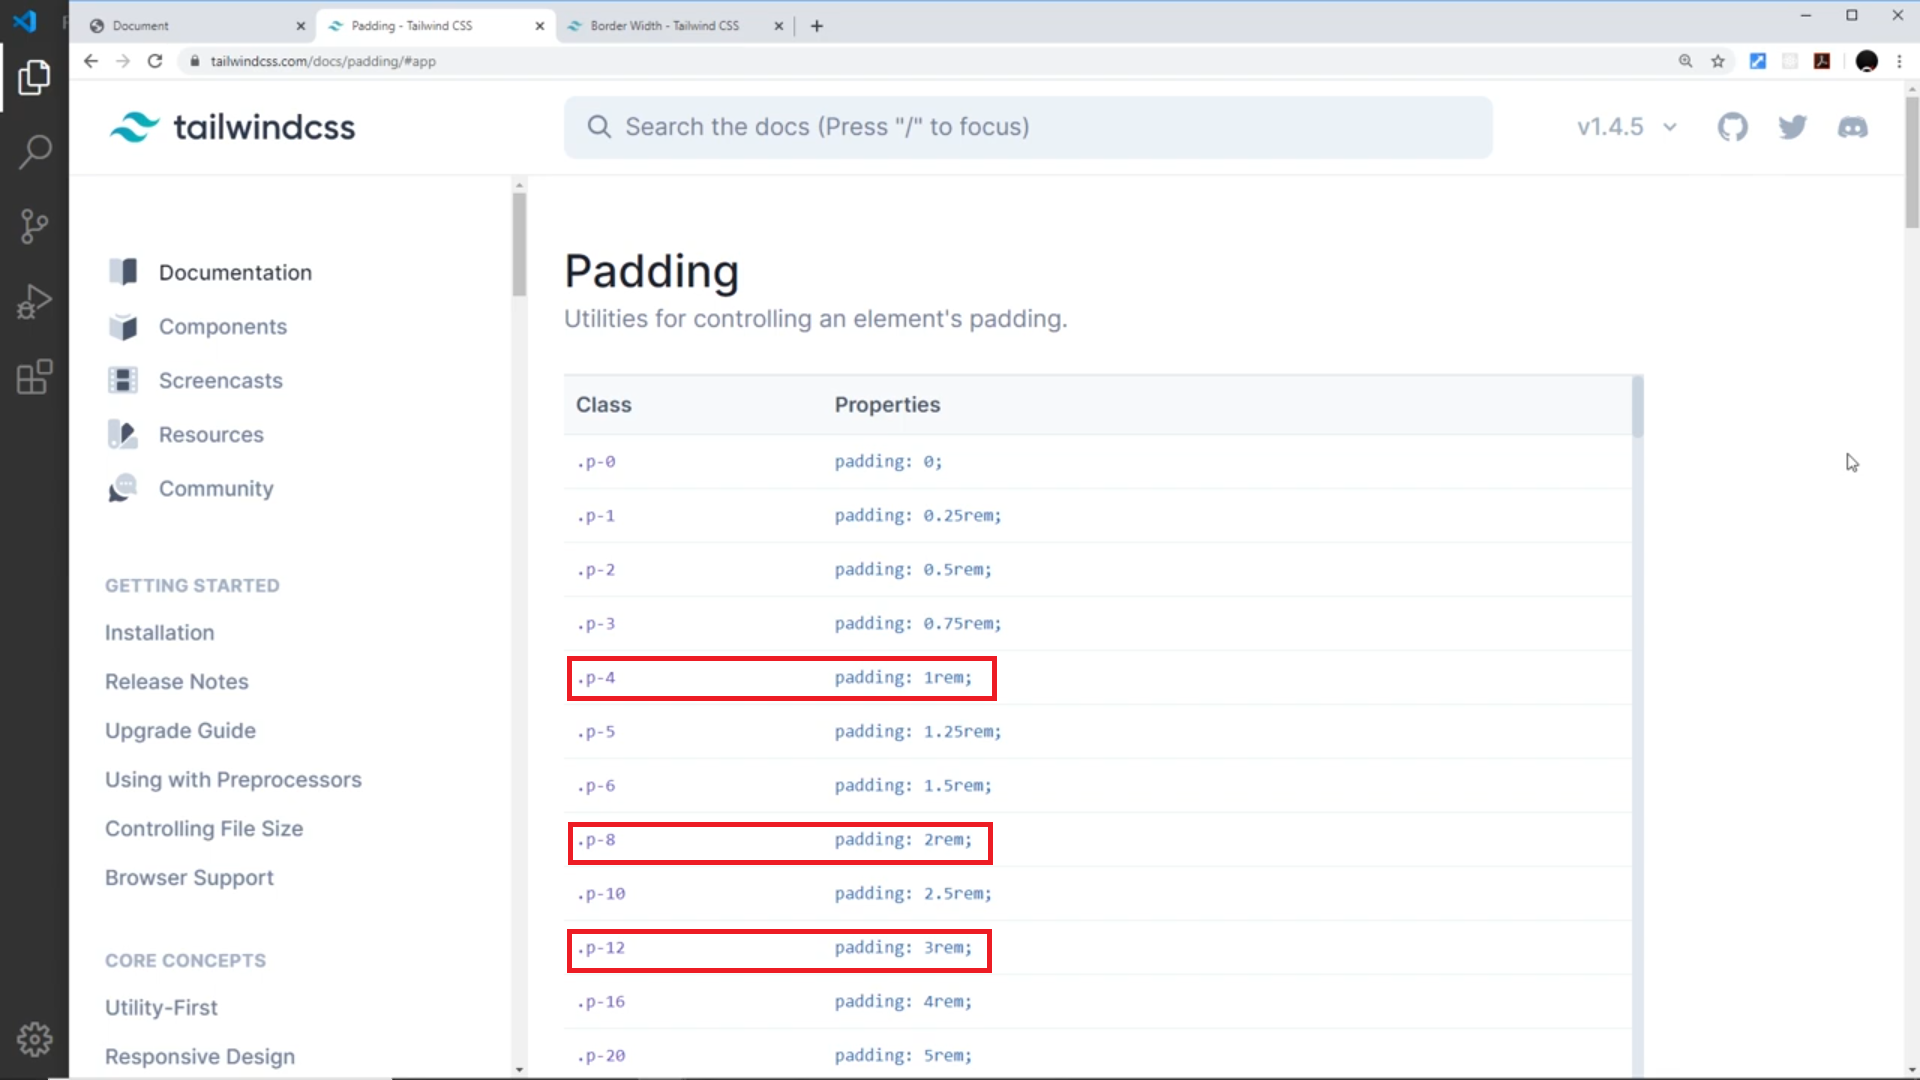 Document
Padding - Tailwind CSS
Border Width - Tailwind CSS
tailwindcss.com/docs/padding/#app
tailwindcss
Search the docs (Press "/" to focus)
v1.4.5
Documentation
Components
Screencasts
Resources
Community
GETTING STARTED
Installation
Release Notes
Upgrade Guide
Using with Preprocessors
Controlling File Size
Browser Support
CORE CONCEPTS
Utility-First
Responsive Design
Padding
Utilities for controlling an element's padding.
Class Properties
.p-0 padding: 0;
.p-1 padding: 0.25rem;
.p-2 padding: 0.5rem;
.p-3 padding: 0.75rem;
.p-4 padding: 1rem;
.p-5 padding: 1.25rem;
.p-6 padding: 1.5rem;
.p-8 padding: 2rem;
.p-10 padding: 2.5rem;
.p-12 padding: 3rem;
.p-16 padding: 4rem;
.p-20 padding: 5rem;